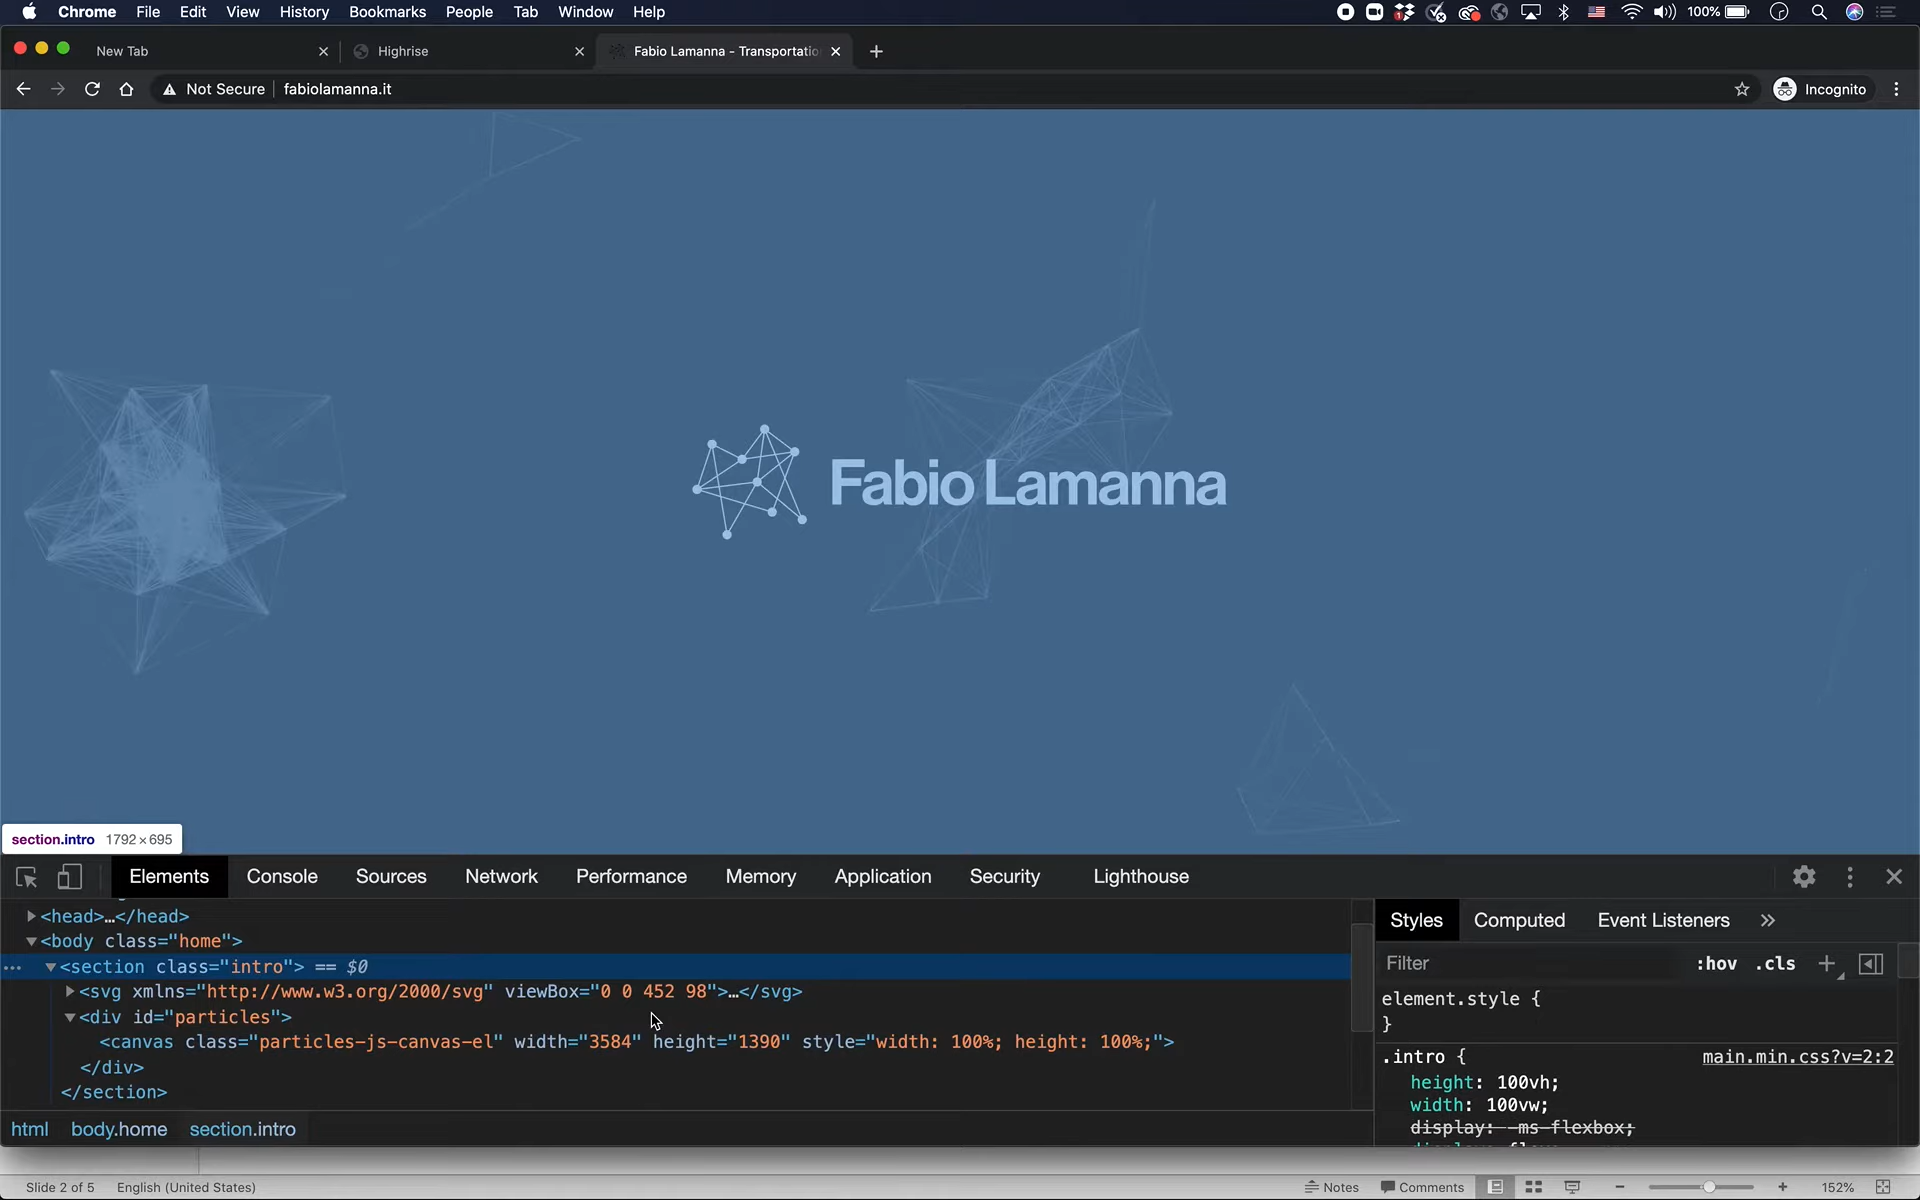 Chrome File Edit View History Bookmarks People Tab Window Help 100%
New Tab Highrise Fabio Lamanna - Transportatio
Not Secure fabiolamanna.it Incognito
Fabio Lamanna
section.intro 1792×695
Elements Console Sources Network Performance Memory Application Security Lighthouse
<head>…</head>
<body class="home">
<section class="intro"> == $0
<svg xmlns="http://www.w3.org/2000/svg" viewBox="0 0 452 98">…</svg>
<div id="particles">
<canvas class="particles-js-canvas-el" width="3584" height="1390" style="width: 100%; height: 100%;">
</div>
</section>
html body.home section.intro
Styles Computed Event Listeners »
Filter :hov .cls
element.style {
}
.intro { main.min.css?v=2:2
height: 100vh;
width: 100vw;
display: -ms-flexbox;
Slide 2 of 5 English (United States) Notes Comments 152%